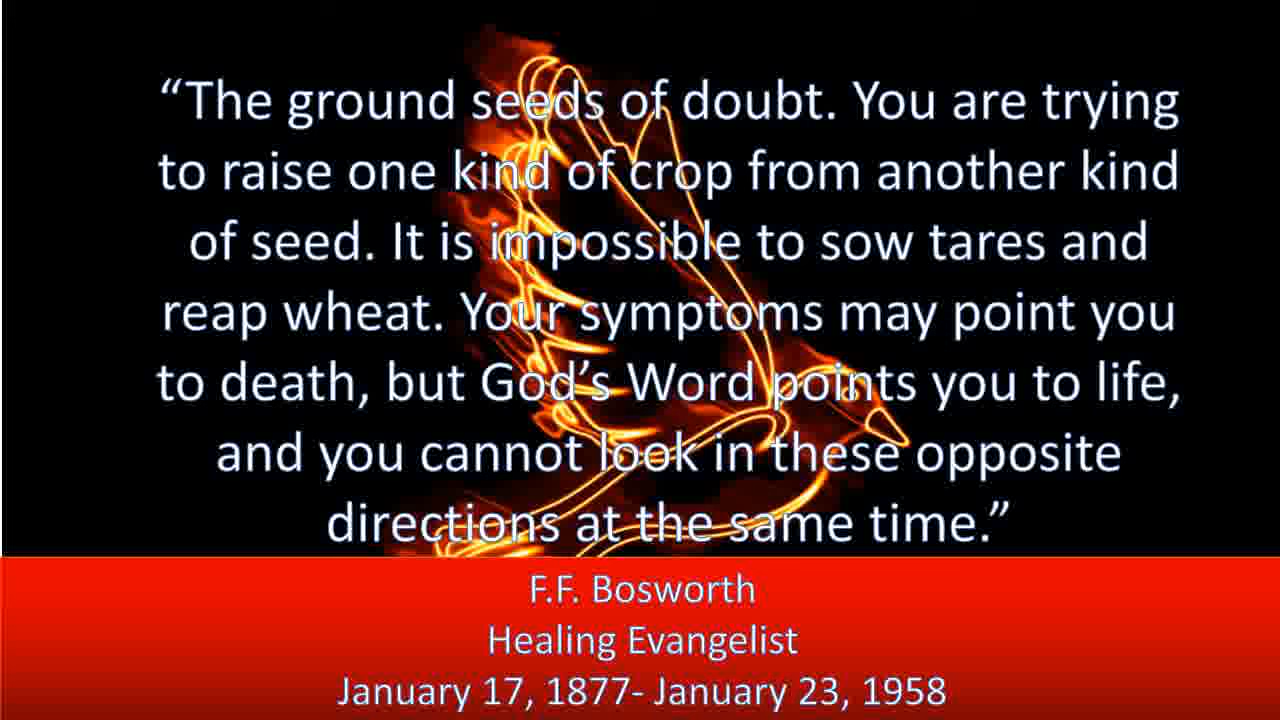 “The ground seeds of doubt. You are trying
to raise one kind of crop from another kind
of seed. It is impossible to sow tares and
reap wheat. Your symptoms may point you
to death, but God’s Word points you to life,
and you cannot look in these opposite
directions at the same time.”
F.F. Bosworth
Healing Evangelist
January 17, 1877- January 23, 1958